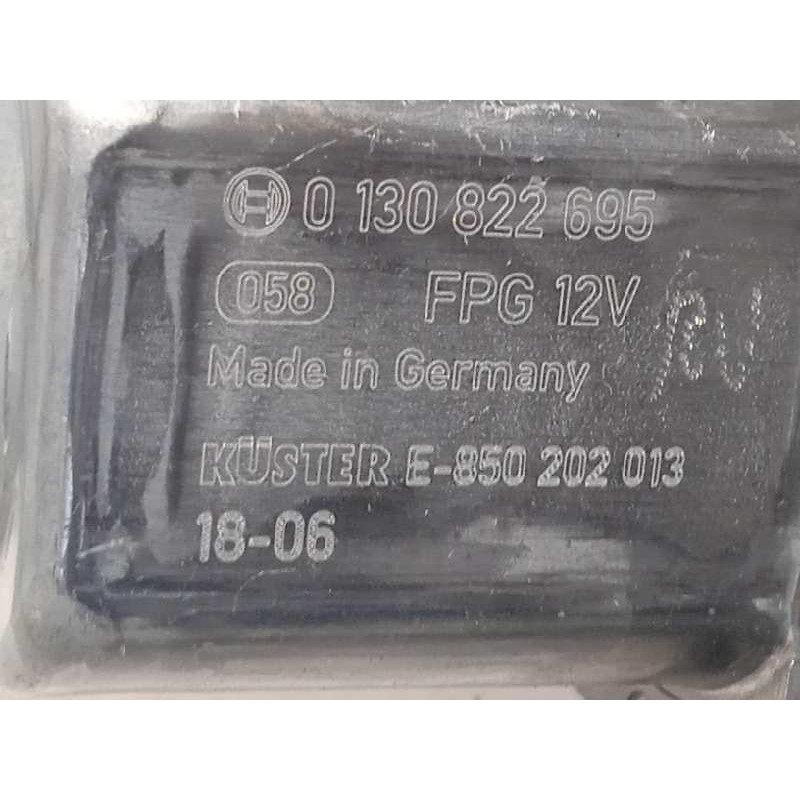 0 130 822 695
058 FPG 12V
Made in Germany
KÜSTER E-850 202 013
18-06